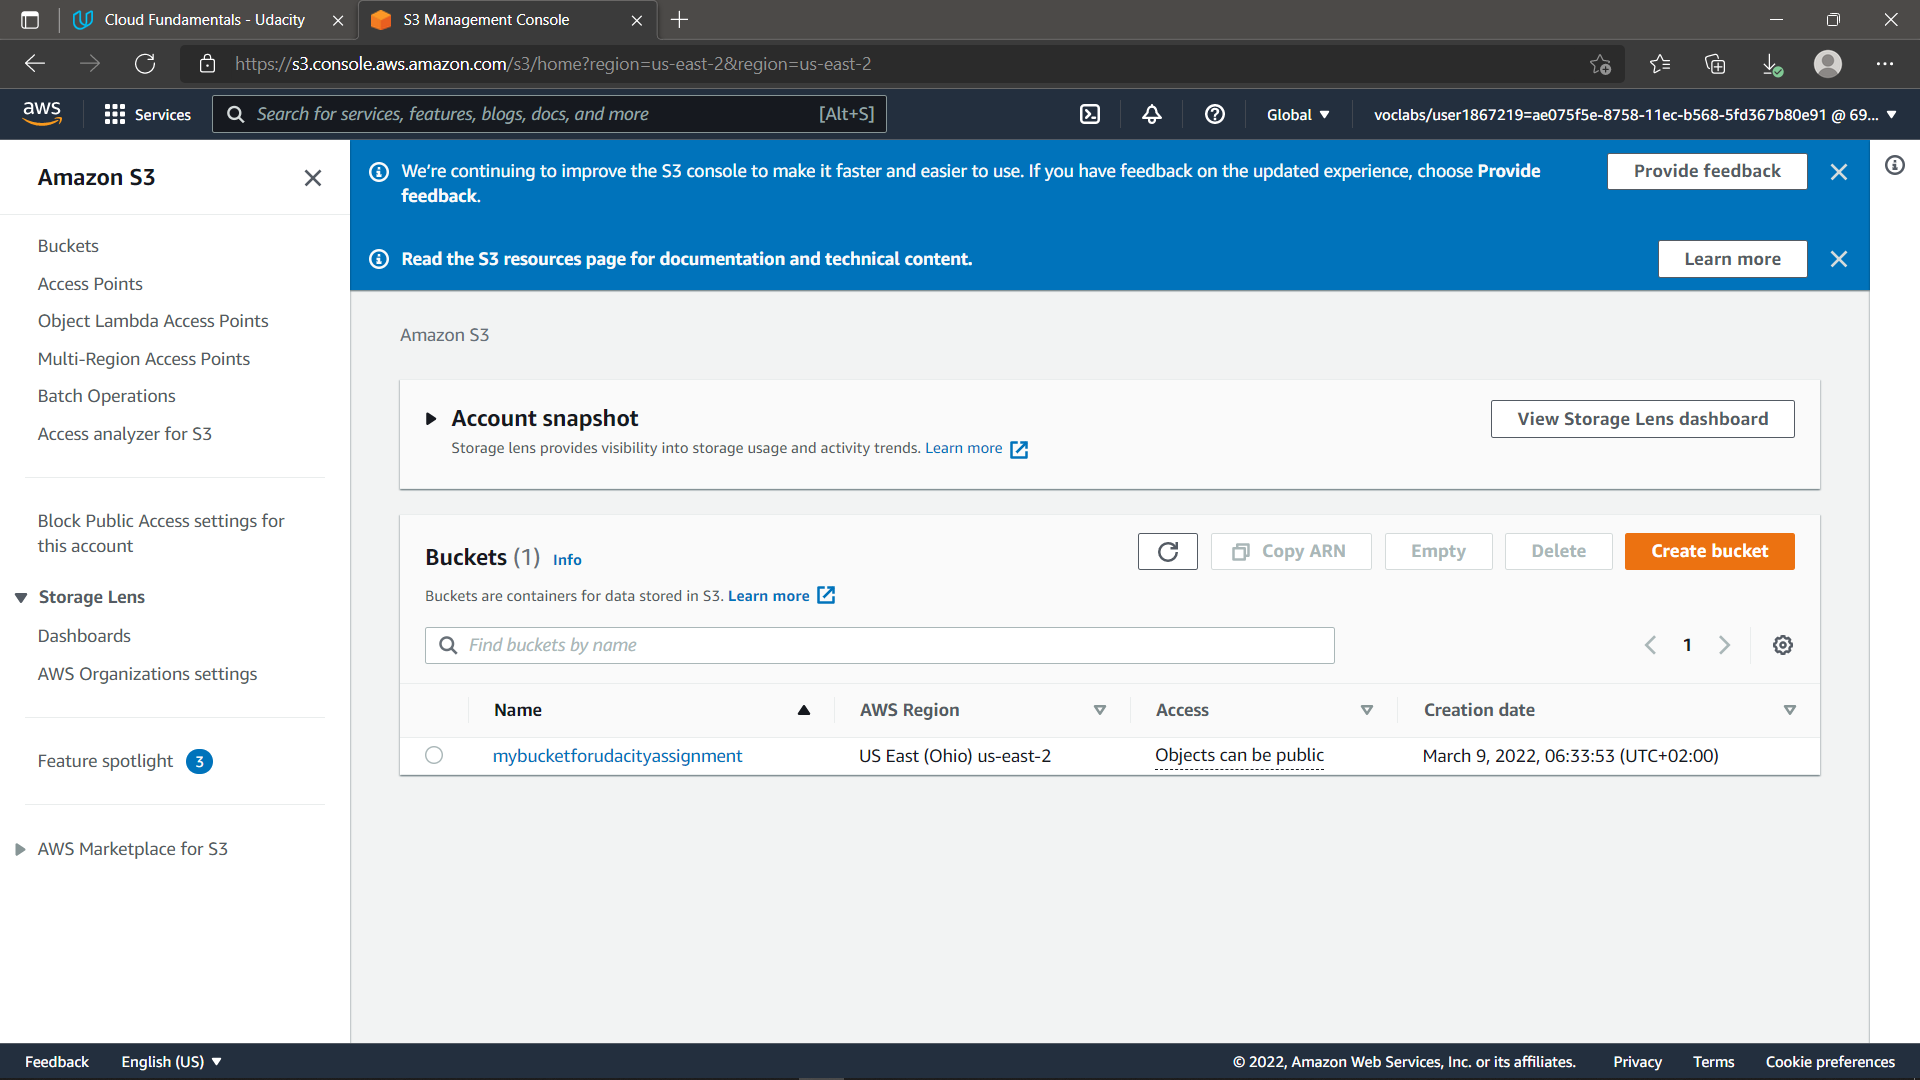 Cloud Fundamentals - Udacity
S3 Management Console
https://s3.console.aws.amazon.com/s3/home?region=us-east-2&region=us-east-2
aws
Services
Search for services, features, blogs, docs, and more
[Alt+S]
Global
voclabs/user1867219=ae075f5e-8758-11ec-b568-5fd367b80e91 @ 69...
Amazon S3
Buckets
Access Points
Object Lambda Access Points
Multi-Region Access Points
Batch Operations
Access analyzer for S3
Block Public Access settings for
this account
Storage Lens
Dashboards
AWS Organizations settings
Feature spotlight 3
AWS Marketplace for S3
We're continuing to improve the S3 console to make it faster and easier to use. If you have feedback on the updated experience, choose Provide
feedback.
Provide feedback
Read the S3 resources page for documentation and technical content.
Learn more
Amazon S3
Account snapshot
View Storage Lens dashboard
Storage lens provides visibility into storage usage and activity trends. Learn more
Buckets (1) Info
Copy ARN
Empty
Delete
Create bucket
Buckets are containers for data stored in S3. Learn more
Find buckets by name
1
Name
AWS Region
Access
Creation date
mybucketforudacityassignment
US East (Ohio) us-east-2
Objects can be public
March 9, 2022, 06:33:53 (UTC+02:00)
Feedback
English (US)
© 2022, Amazon Web Services, Inc. or its affiliates.
Privacy
Terms
Cookie preferences